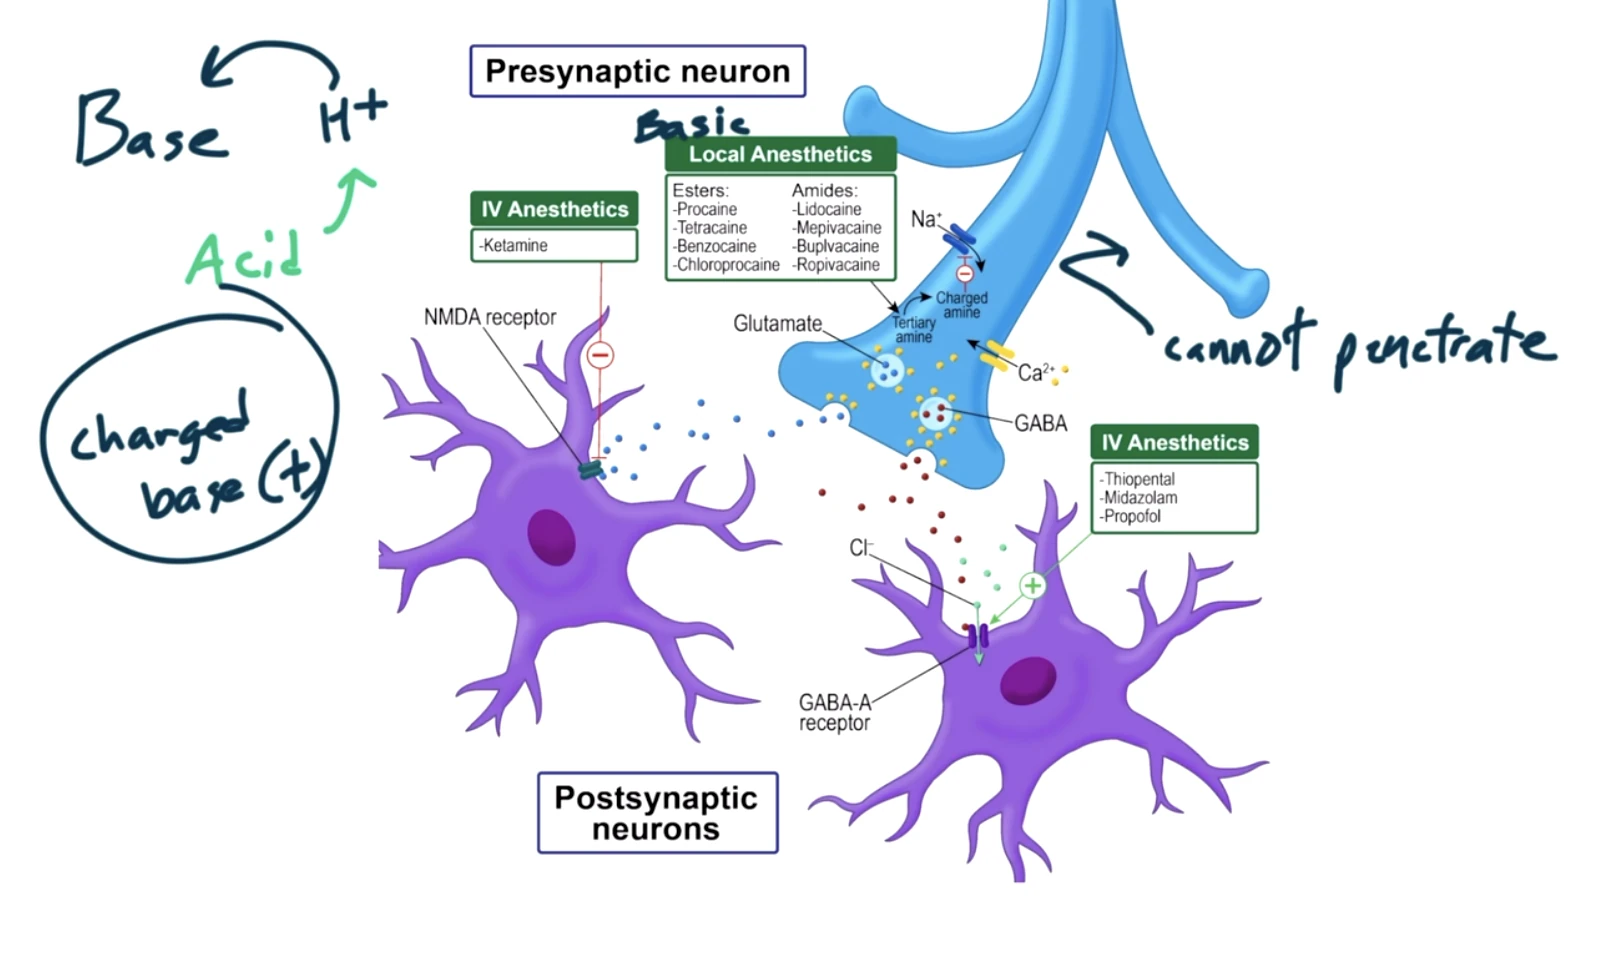 Presynaptic neuron
Base
H+
Acid
charged
base (+)
Basic
Local Anesthetics
Esters:
-Procaine
-Tetracaine
-Benzocaine
-Chloroprocaine
Amides:
-Lidocaine
-Mepivacaine
-Buplvacaine
-Ropivacaine
IV Anesthetics
-Ketamine
NMDA receptor
Na⁺
Charged
amine
Tertiary
amine
Glutamate
Ca²⁺
GABA
cannot penetrate
IV Anesthetics
-Thiopental
-Midazolam
-Propofol
Cl⁻
GABA-A
receptor
Postsynaptic
neurons